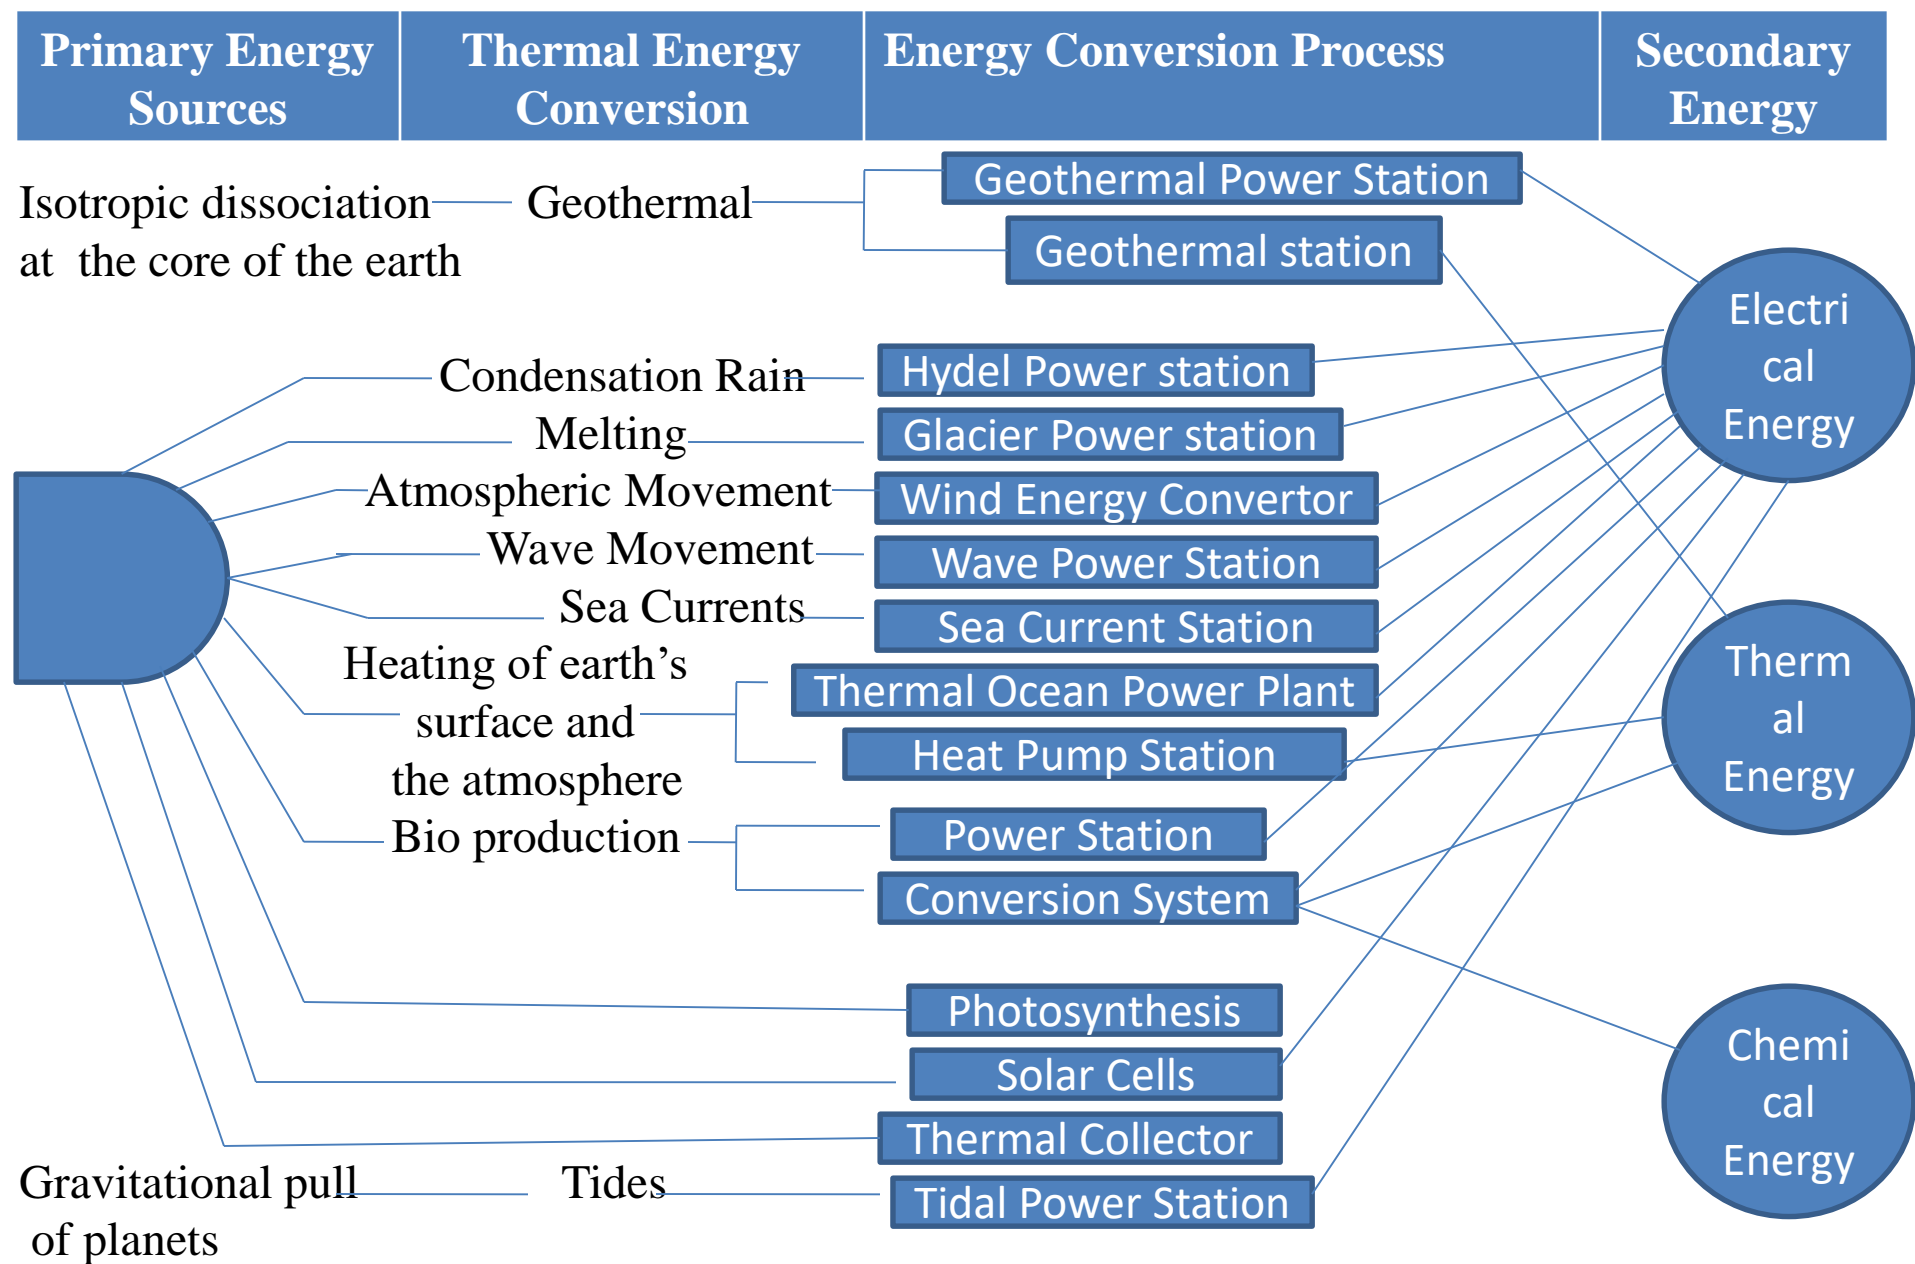 Primary Energy
Sources
Thermal Energy
Conversion
Energy Conversion Process
Secondary
Energy
Isotropic dissociation
at the core of the earth
Geothermal
Geothermal Power Station
Geothermal station
Condensation Rain
Hydel Power station
Melting
Glacier Power station
Atmospheric Movement
Wind Energy Convertor
Wave Movement
Wave Power Station
Sea Currents
Sea Current Station
Heating of earth’s
surface and
the atmosphere
Thermal Ocean Power Plant
Heat Pump Station
Bio production
Power Station
Conversion System
Photosynthesis
Solar Cells
Thermal Collector
Gravitational pull
of planets
Tides
Tidal Power Station
Electri
cal
Energy
Therm
al
Energy
Chemi
cal
Energy